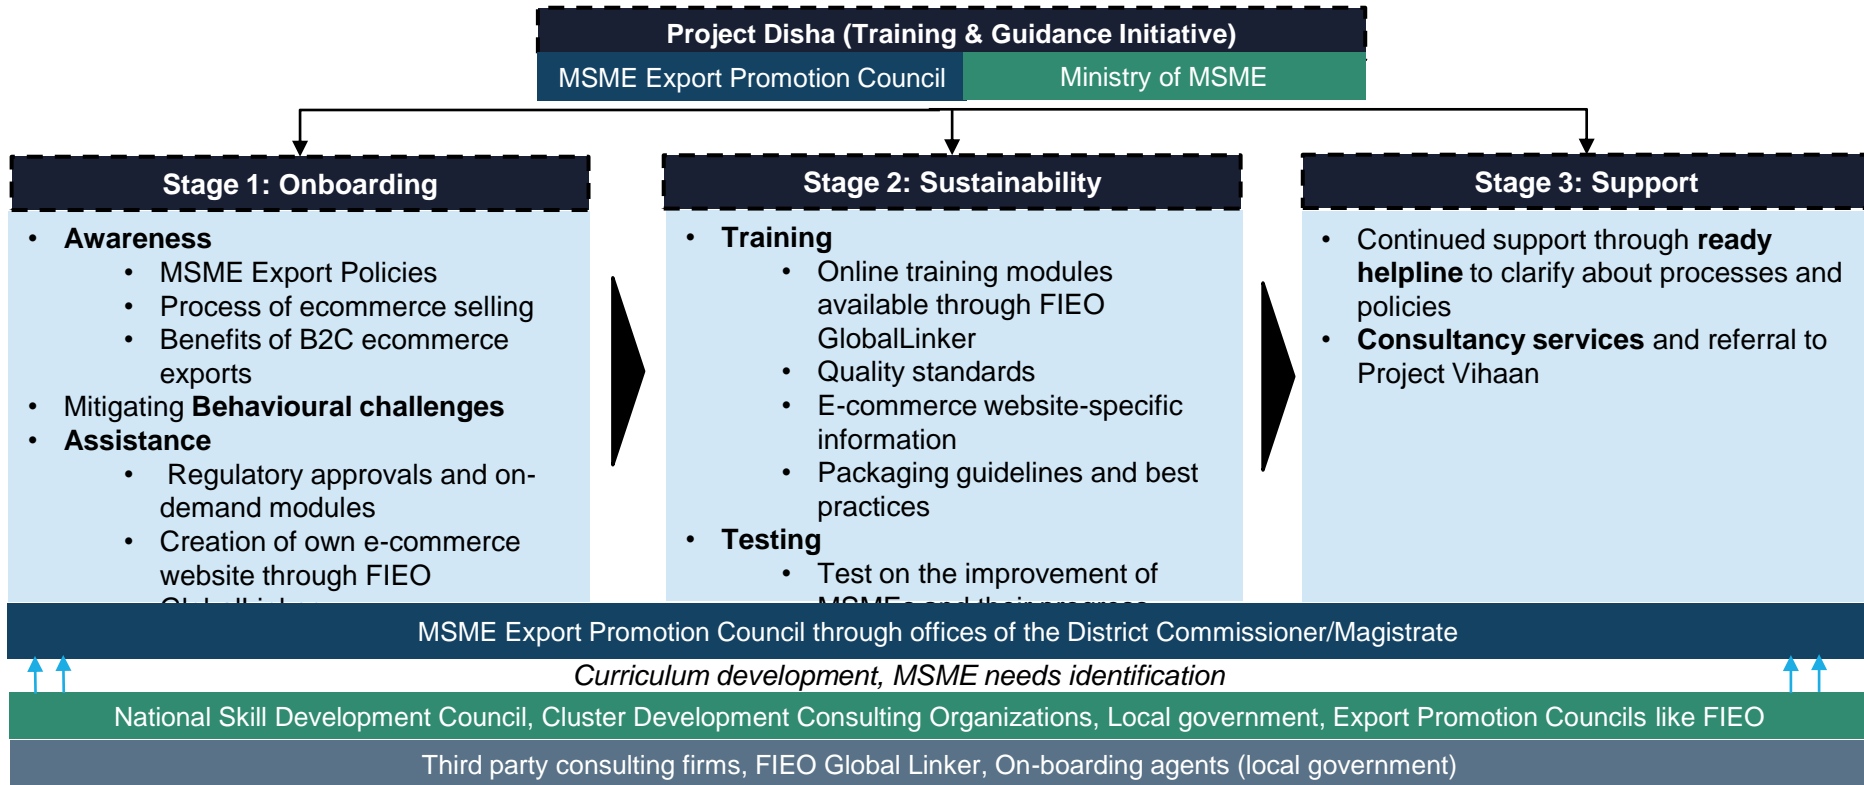 Project Disha (Training & Guidance Initiative)
MSME Export Promotion Council
Ministry of MSME
Stage 1: Onboarding
• Awareness
• MSME Export Policies
• Process of ecommerce selling
• Benefits of B2C ecommerce
exports
• Mitigating Behavioural challenges
• Assistance
• Regulatory approvals and on-
demand modules
• Creation of own e-commerce
website through FIEO
Stage 2: Sustainability
• Training
• Online training modules
available through FIEO
GlobalLinker
• Quality standards
• E-commerce website-specific
information
• Packaging guidelines and best
practices
• Testing
• Test on the improvement of
MSMEs and their progress
Stage 3: Support
• Continued support through ready
helpline to clarify about processes and
policies
• Consultancy services and referral to
Project Vihaan
MSME Export Promotion Council through offices of the District Commissioner/Magistrate
Curriculum development, MSME needs identification
National Skill Development Council, Cluster Development Consulting Organizations, Local government, Export Promotion Councils like FIEO
Third party consulting firms, FIEO Global Linker, On-boarding agents (local government)